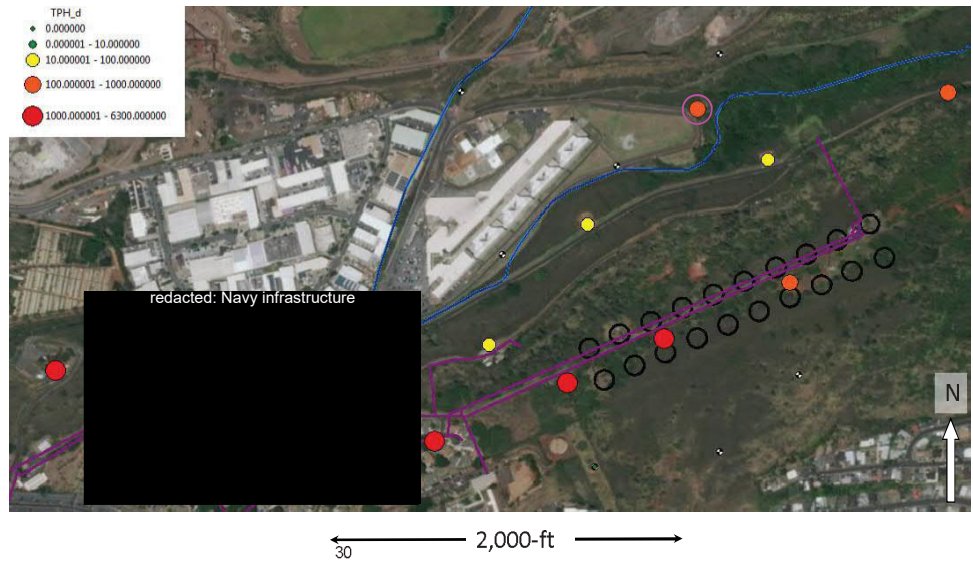 TPH_d
0.000000
0.000001 - 10.000000
10.000001 - 100.000000
100.000001 - 1000.000000
1000.000001 - 6300.000000
redacted: Navy infrastructure
N
2,000-ft
30